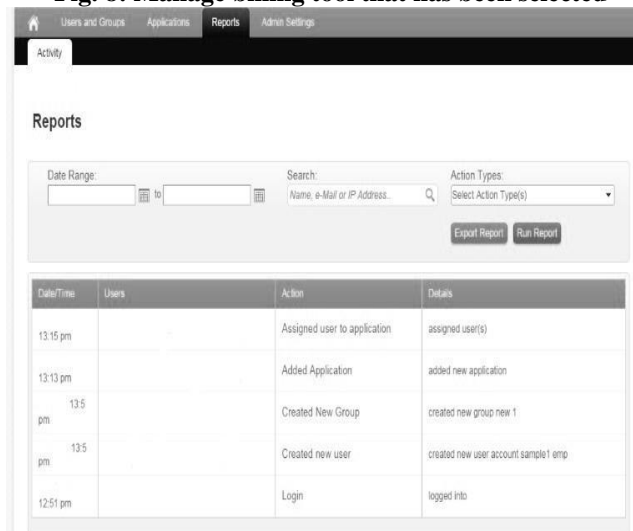 Fig. 8: Manage billing tool that has been selected
Users and Groups Applications Reports Admin Settings
Activity
Reports
Date Range: Search: Action Types:
to Name, e-Mail or IP Address.. Select Action Type(s)
Export Report Run Report
Date/Time Users Action Details
13:15 pm Assigned user to application assigned user(s)
13:13 pm Added Application added new application
13:5 pm Created New Group created new group new 1
13:5 pm Created new user created new user account sample1 emp
12:51 pm Login logged into